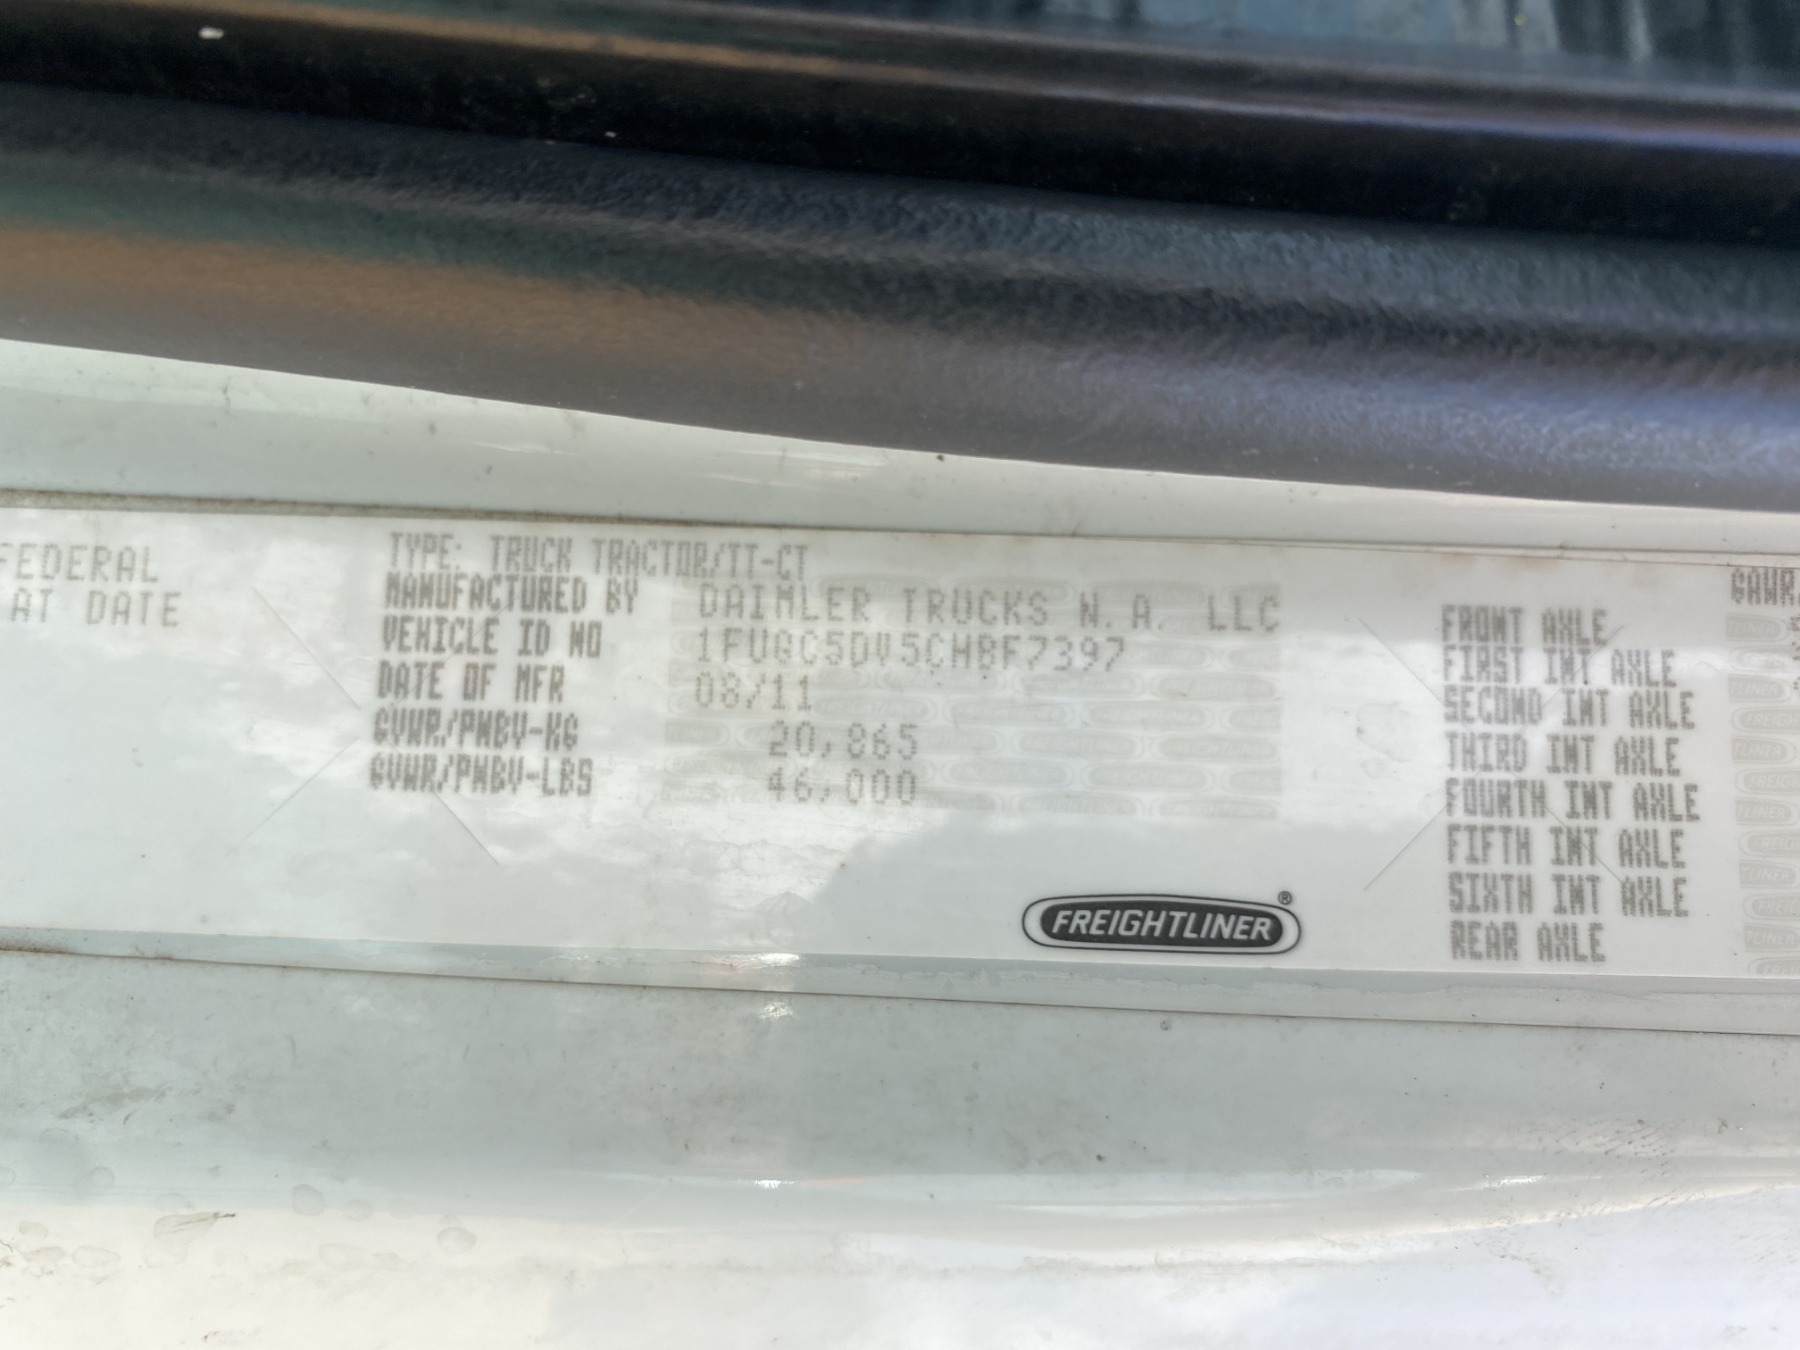 FEDERAL
AT DATE
TYPE: TRUCK TRACTOR/TT-CT
MANUFACTURED BY DAIMLER TRUCKS N.A. LLC
VEHICLE ID NO 1FUGC5DV5CHBF7397
DATE OF MFR 08/11
GVWR/PNBV-KG 20,865
GVWR/PNBV-LBS 46,000
FREIGHTLINER®
GAWR/
FRONT AXLE
FIRST INT AXLE
SECOND INT AXLE
THIRD INT AXLE
FOURTH INT AXLE
FIFTH INT AXLE
SIXTH INT AXLE
REAR AXLE